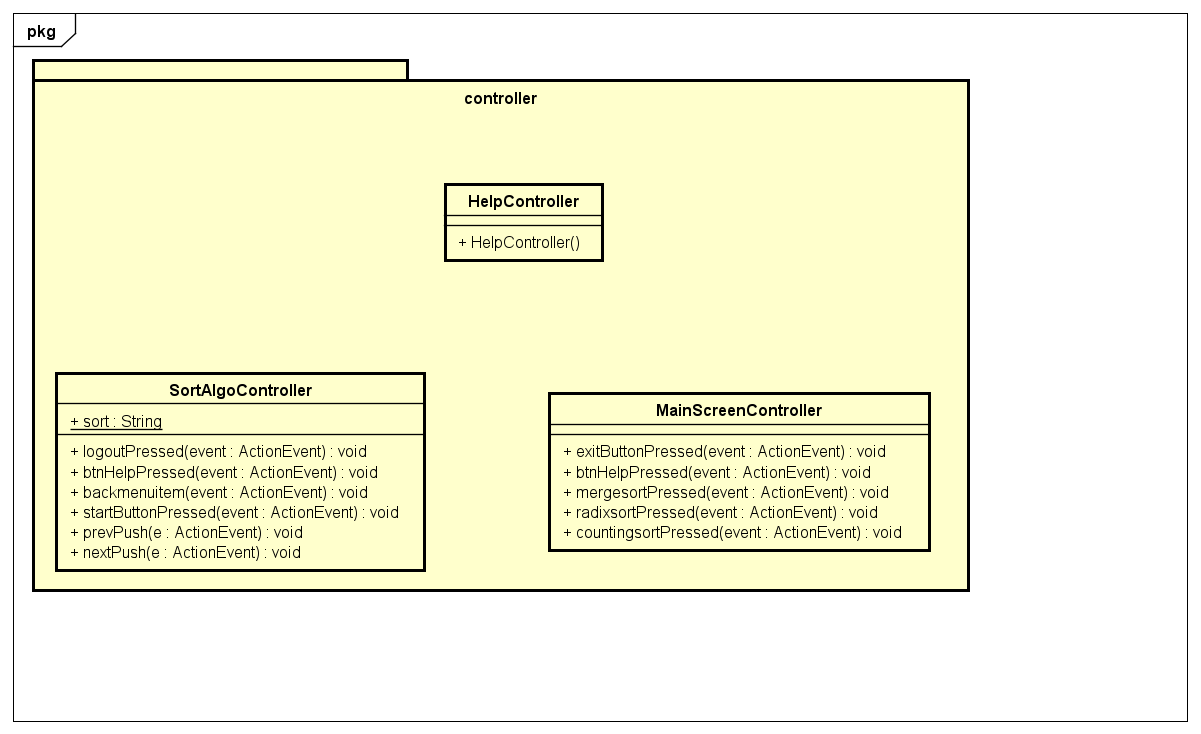 pkg
controller
HelpController
+ HelpController()
SortAlgoController
+ sort : String
+ logoutPressed(event : ActionEvent) : void
+ btnHelpPressed(event : ActionEvent) : void
+ backmenuitem(event : ActionEvent) : void
+ startButtonPressed(event : ActionEvent) : void
+ prevPush(e : ActionEvent) : void
+ nextPush(e : ActionEvent) : void
MainScreenController
+ exitButtonPressed(event : ActionEvent) : void
+ btnHelpPressed(event : ActionEvent) : void
+ mergesortPressed(event : ActionEvent) : void
+ radixsortPressed(event : ActionEvent) : void
+ countingsortPressed(event : ActionEvent) : void